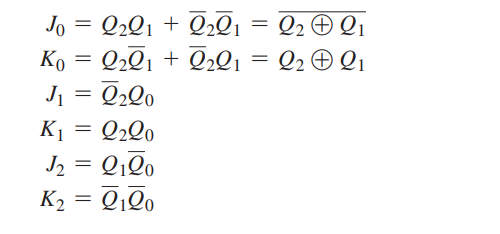 J₀ = Q₂Q₁ + Q̅₂Q̅₁ = \overline{Q₂ ⊕ Q₁}
K₀ = Q₂Q̅₁ + Q̅₂Q₁ = Q₂ ⊕ Q₁
J₁ = Q̅₂Q₀
K₁ = Q₂Q₀
J₂ = Q₁Q̅₀
K₂ = Q̅₁Q̅₀